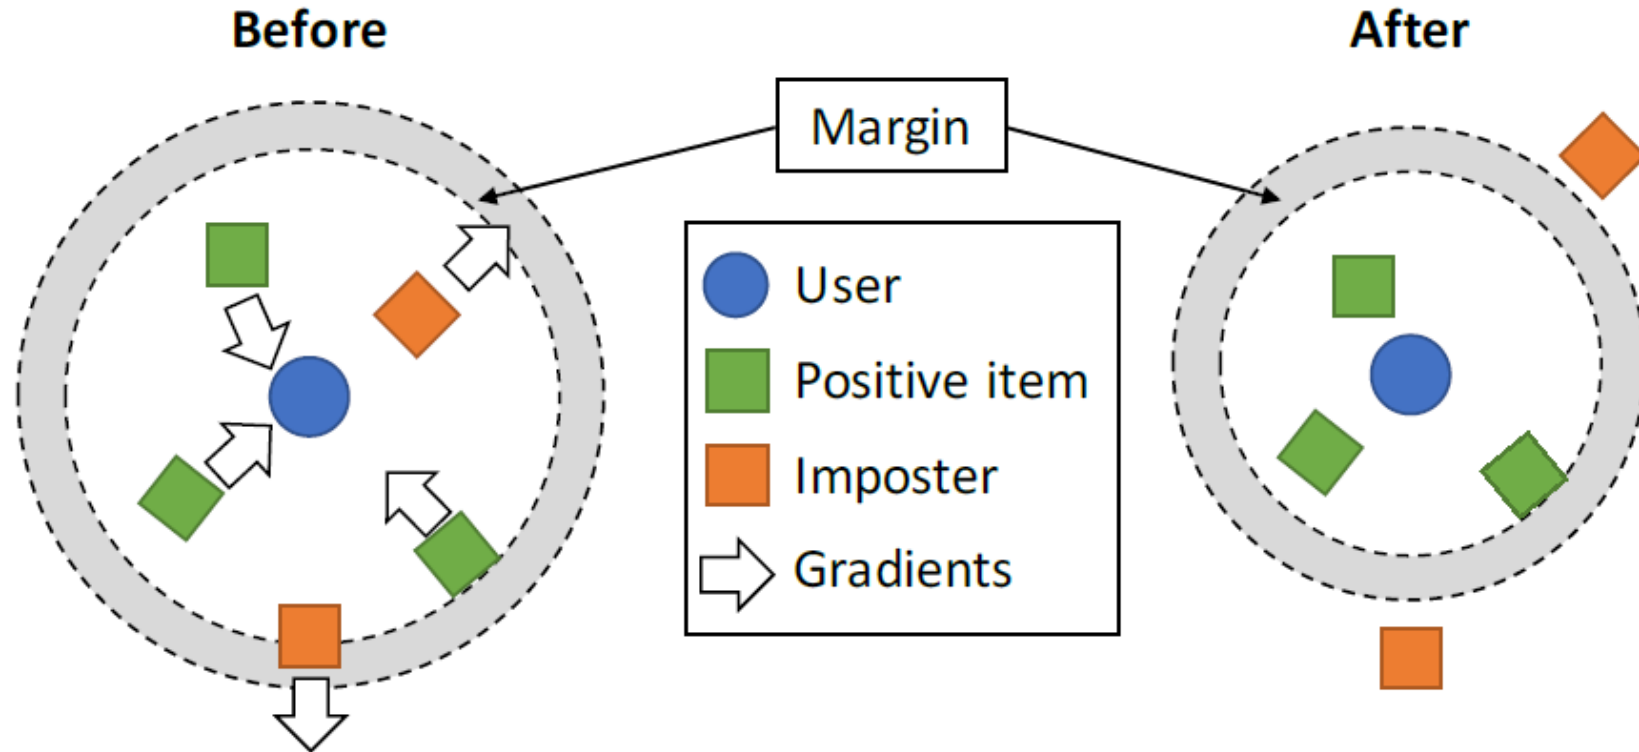 Before
After
Margin
User
Positive item
Imposter
Gradients